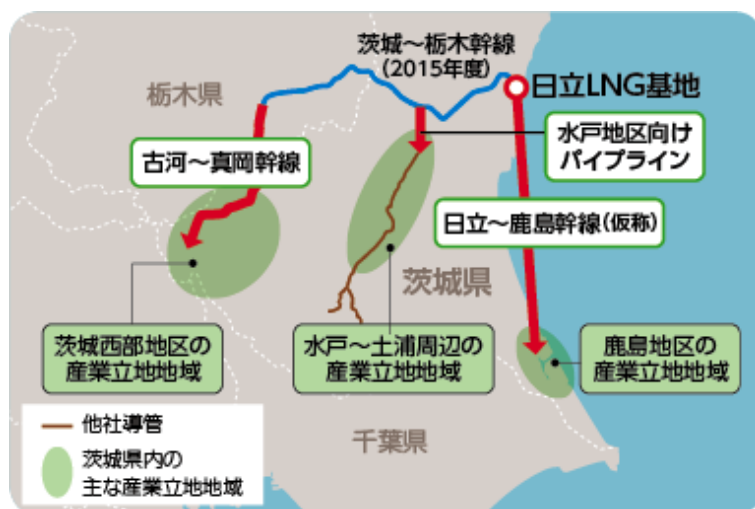 茨城〜栃木幹線
(2015年度)
栃木県
日立LNG基地
水戸地区向け
パイプライン
古河〜真岡幹線
日立〜鹿島幹線(仮称)
茨城県
茨城西部地区の
産業立地地域
水戸〜土浦周辺の
産業立地地域
鹿島地区の
産業立地地域
他社導管
千葉県
茨城県内の
主な産業立地地域